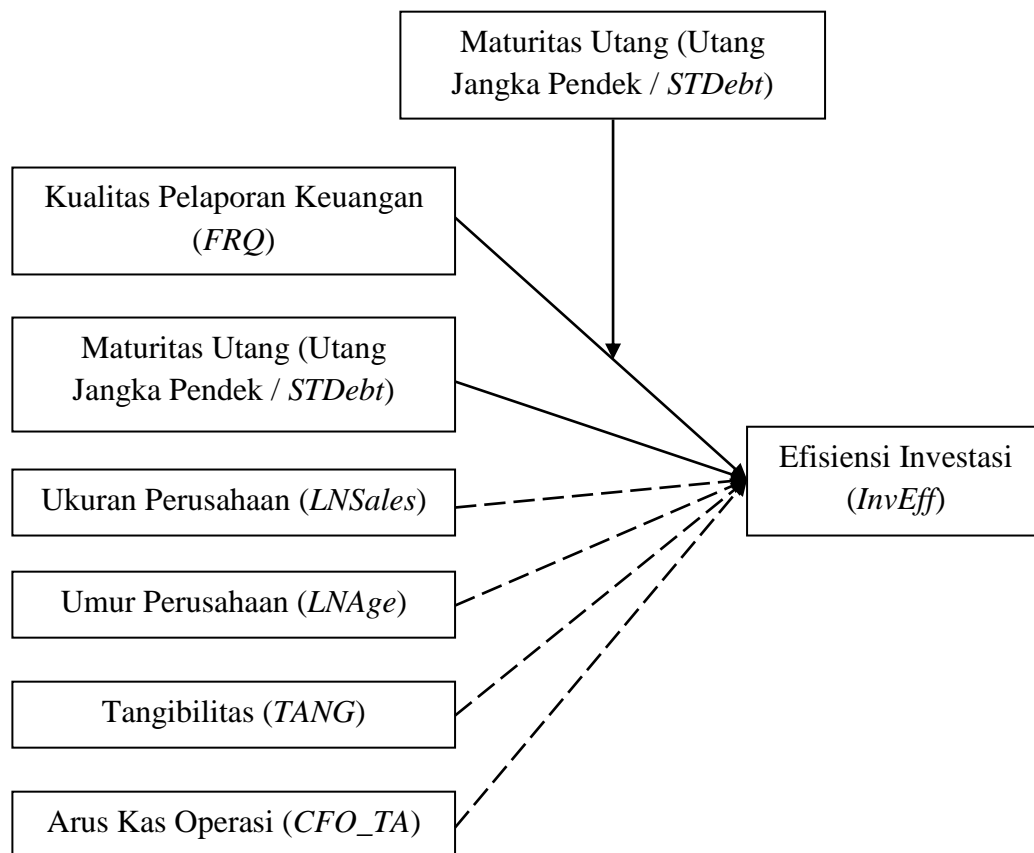 Maturitas Utang (Utang
Jangka Pendek / STDebt)
Kualitas Pelaporan Keuangan
(FRQ)
Maturitas Utang (Utang
Jangka Pendek / STDebt)
Efisiensi Investasi
(InvEff)
Ukuran Perusahaan (LNSales)
Umur Perusahaan (LNAge)
Tangibilitas (TANG)
Arus Kas Operasi (CFO_TA)